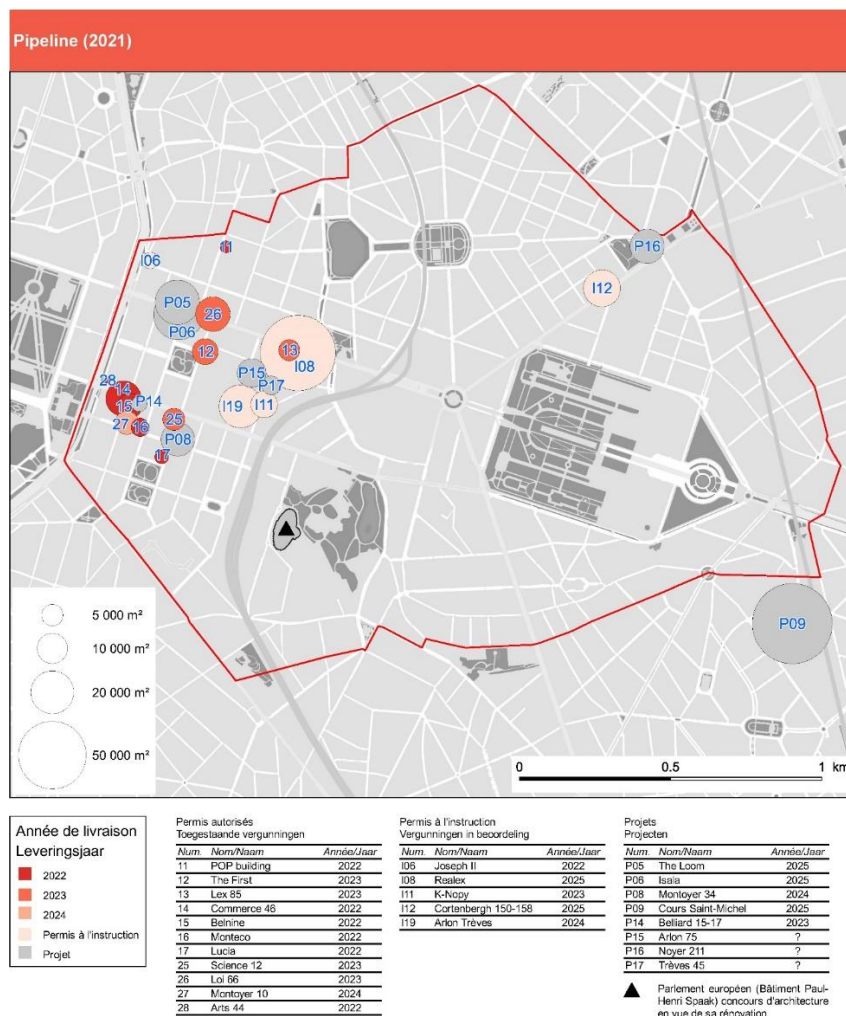 Pipeline (2021)
11
I06
P16
P05
26
P06
I12
12
13
I08
P15
P17
28
14
P14
15
I19
I11
27
16
25
P08
17
P09
5 000 m²
10 000 m²
20 000 m²
50 000 m²
0 0.5 1 km
Année de livraison
Leveringsjaar
2022
2023
2024
Permis à l'instruction
Projet
Permis autorisés
Toegestaande vergunningen
Num. Nom/Naam Année/Jaar
11 POP building 2022
12 The First 2023
13 Lex 85 2023
14 Commerce 46 2022
15 Belnine 2022
16 Monteco 2022
17 Lucia 2022
25 Science 12 2023
26 Loi 66 2023
27 Montoyer 10 2024
28 Arts 44 2022
Permis à l'instruction
Vergunningen in beoordeling
Num. Nom/Naam Année/Jaar
I06 Joseph II 2022
I08 Realex 2025
I11 K-Nopy 2023
I12 Cortenbergh 150-158 2025
I19 Arlon Trèves 2024
Projets
Projecten
Num. Nom/Naam Année/Jaar
P05 The Loom 2025
P06 Isala 2025
P08 Montoyer 34 2024
P09 Cours Saint-Michel 2025
P14 Belliard 15-17 2023
P15 Arlon 75 ?
P16 Noyer 211 ?
P17 Trèves 45 ?
Parlement européen (Bâtiment Paul-
Henri Spaak) concours d'architecture
en vue de sa rénovation